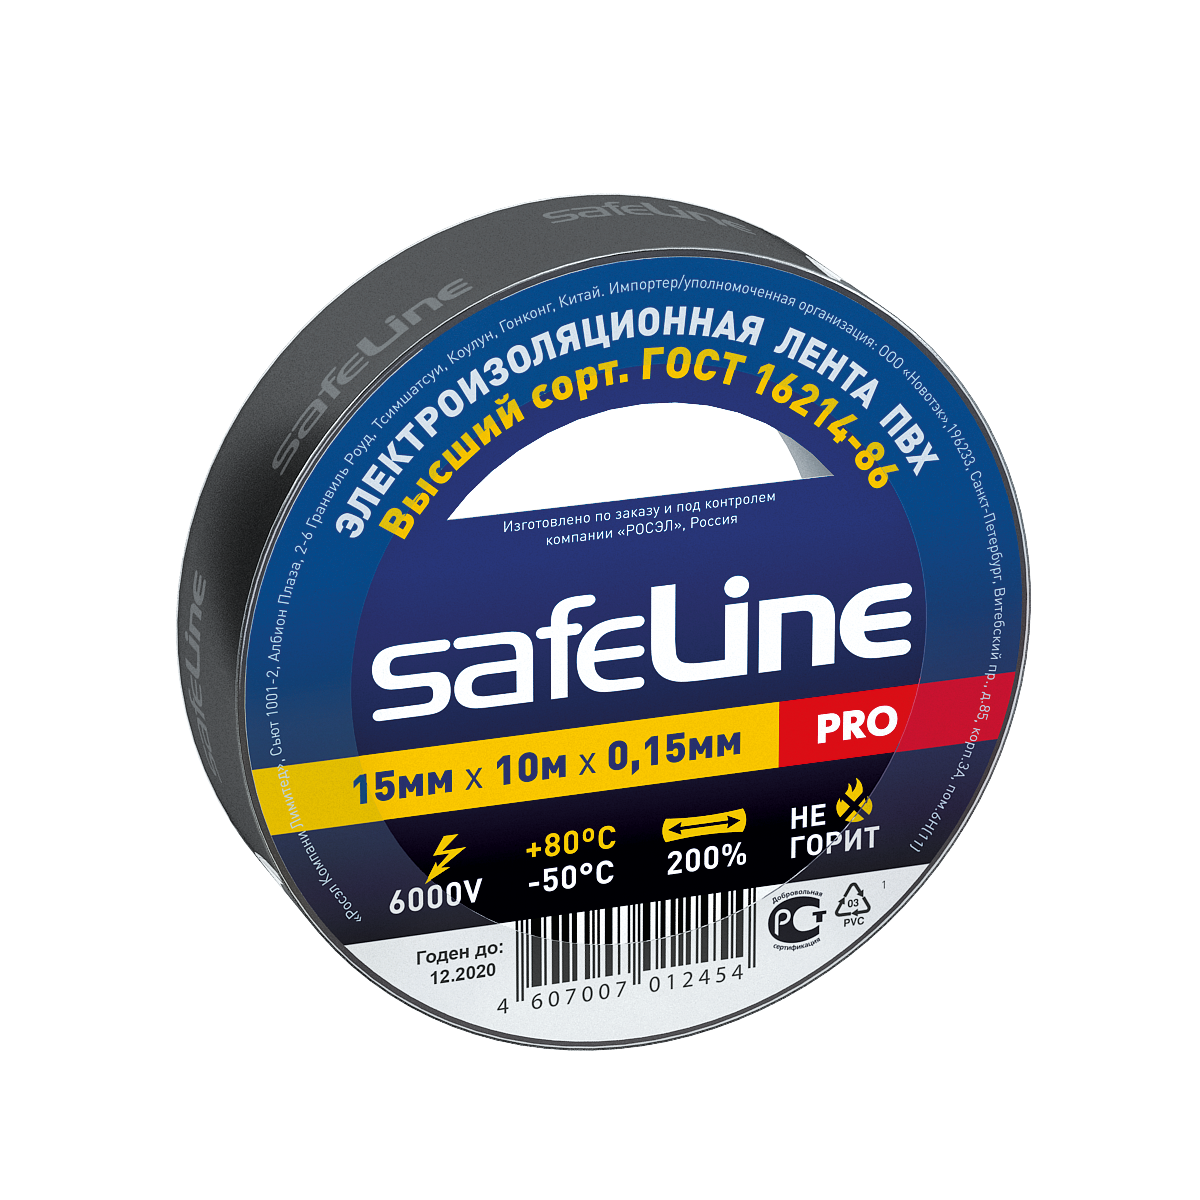 safeLine
safeLine
safeLine
«Росэл Компани Лимитед», Сьют 1001-2, Албион Плаза, 2-6 Гранвиль Роуд, Тсимшатсуи, Коулун, Гонконг, Китай. Импортер/уполномоченная организация: ООО «Новотэк», 196233, Санкт-Петербург, Витебский пр., д.85, корп.3А, пом.6Н(11)
ЭЛЕКТРОИЗОЛЯЦИОННАЯ ЛЕНТА ПВХ
Высший сорт. ГОСТ 16214-86
Изготовлено по заказу и под контролем
компании «РОСЭЛ», Россия
safeLine
PRO
15мм x 10м x 0,15мм
6000V
+80°C
-50°C
200%
НЕ
ГОРИТ
Годен до:
12.2020
4 607007 012454
Добровольная
РСТ
сертификация
03
PVC
1